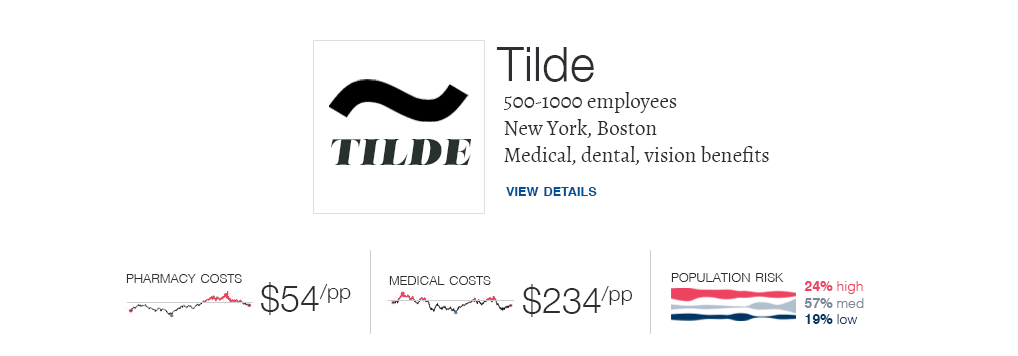 TILDE
Tilde
500-1000 employees
New York, Boston
Medical, dental, vision benefits
VIEW DETAILS
PHARMACY COSTS
$54/pp
MEDICAL COSTS
$234/pp
POPULATION RISK
24% high
57% med
19% low